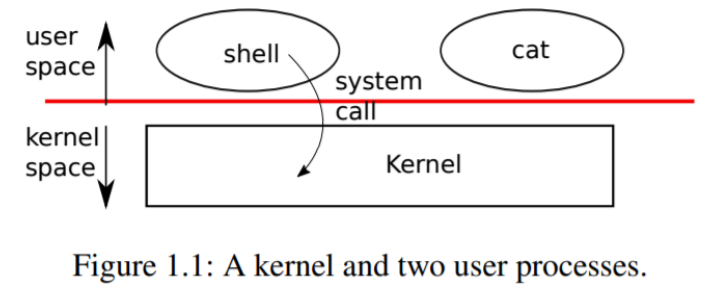 user
space
shell
cat
system
call
kernel
space
Kernel
Figure 1.1: A kernel and two user processes.